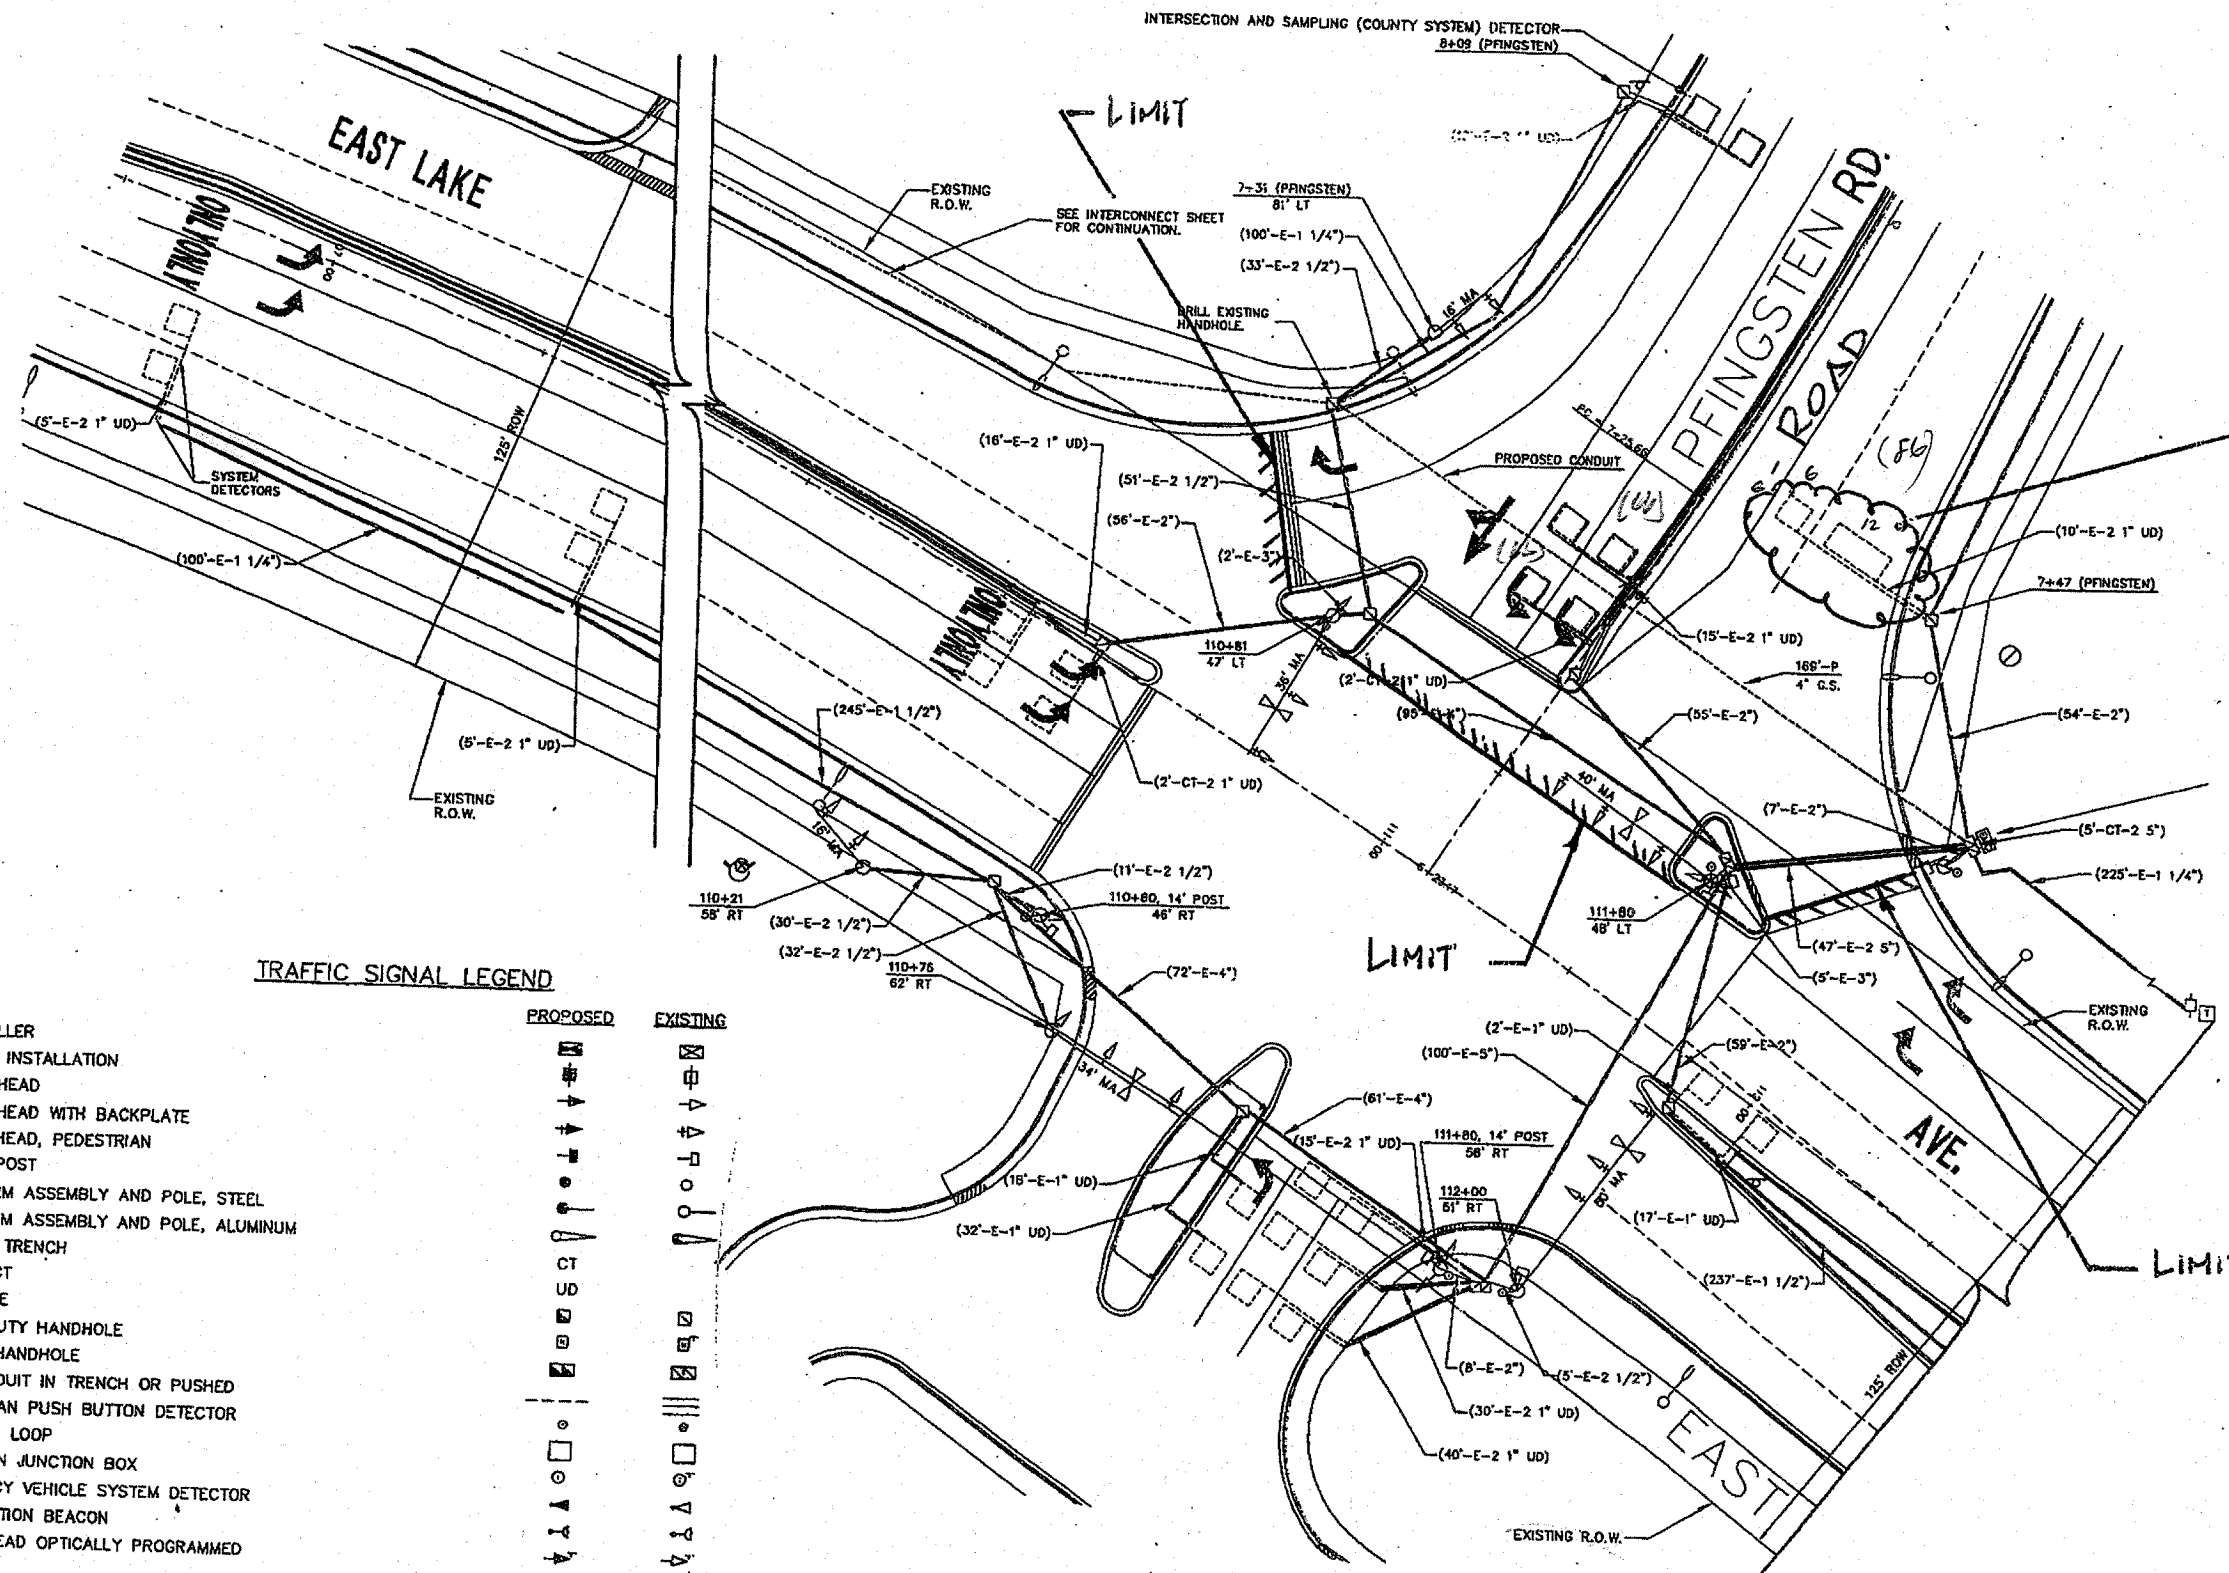 INTERSECTION AND SAMPLING (COUNTY SYSTEM) DETECTOR
8+09 (PFINGSTEN)
LIMIT
EAST LAKE
EXISTING
R.O.W.
SEE INTERCONNECT SHEET
FOR CONTINUATION.
7+31 (PFINGSTEN)
81' LT
(100'-E-1 1/4")
(33'-E-2 1/2")
16' MA
DRILL EXISTING
HANDHOLE.
PFINGSTEN RD.
ROAD
ONLY
ONLY
(5'-E-2 1" UD)
SYSTEM
DETECTORS
125' ROW
(16'-E-2 1" UD)
(51'-E-2 1/2")
(56'-E-2")
(2'-E-3")
PROPOSED CONDUIT
(86)
6
6
12
(10'-E-2 1" UD)
7+47 (PFINGSTEN)
(100'-E-1 1/4")
ONLY
ONLY
110+81
47' LT
(15'-E-2 1" UD)
169'-P
4" G.S.
(55'-E-2")
(54'-E-2")
(245'-E-1 1/2")
(5'-E-2 1" UD)
(2'-CT-2 1" UD)
EXISTING
R.O.W.
16' MA
40' MA
(7'-E-2")
(5'-CT-2 5")
(225'-E-1 1/4")
(11'-E-2 1/2")
110+21
58' RT
110+80, 14' POST
46' RT
(30'-E-2 1/2")
(32'-E-2 1/2")
111+80
48' LT
LIMIT
(47'-E-2 5")
(5'-E-3")
110+76
62' RT
(72'-E-4")
34' MA
EXISTING
R.O.W.
T
(2'-E-1" UD)
(100'-E-5")
(59'-E-2")
(61'-E-4")
(15'-E-2 1" UD)
111+80, 14' POST
58' RT
112+00
61' RT
AVE.
(16'-E-1" UD)
(32'-E-1" UD)
(17'-E-1" UD)
(237'-E-1 1/2")
LIMIT
125' ROW
(8'-E-2")
(5'-E-2 1/2")
(30'-E-2 1" UD)
(40'-E-2 1" UD)
EAST
EXISTING R.O.W.
TRAFFIC SIGNAL LEGEND
PROPOSED EXISTING
LLER
INSTALLATION
HEAD
HEAD WITH BACKPLATE
HEAD, PEDESTRIAN
POST
M ASSEMBLY AND POLE, STEEL
M ASSEMBLY AND POLE, ALUMINUM
TRENCH CT
CT UD
E
UTY HANDHOLE
HANDHOLE
DUIT IN TRENCH OR PUSHED
AN PUSH BUTTON DETECTOR
LOOP
N JUNCTION BOX
CY VEHICLE SYSTEM DETECTOR
TION BEACON
EAD OPTICALLY PROGRAMMED